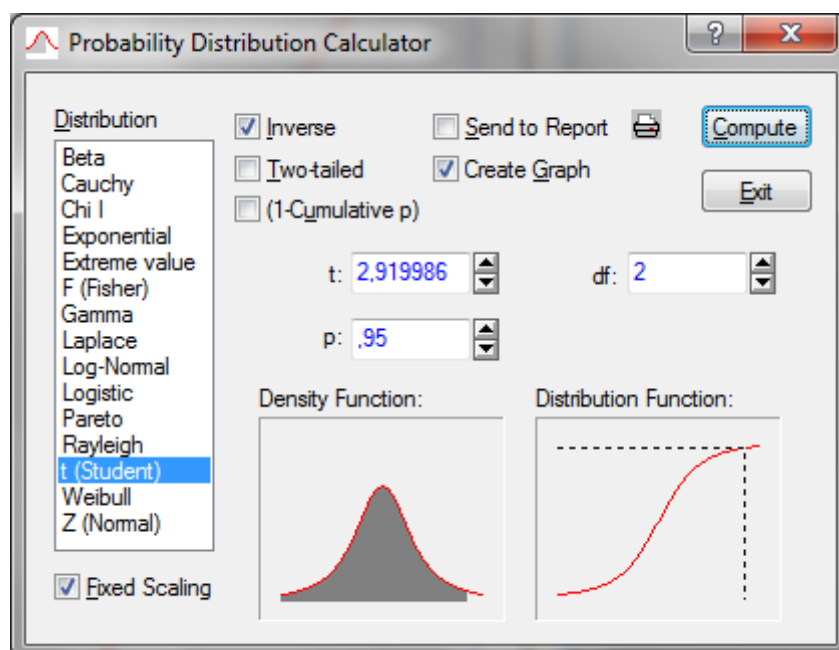 Probability Distribution Calculator
Distribution
Beta
Cauchy
Chi I
Exponential
Extreme value
F (Fisher)
Gamma
Laplace
Log-Normal
Logistic
Pareto
Rayleigh
t (Student)
Weibull
Z (Normal)
Fixed Scaling
Inverse
Send to Report
Two-tailed
Create Graph
(1-Cumulative p)
Compute
Exit
t: 2,919986
df: 2
p: ,95
Density Function:
Distribution Function: